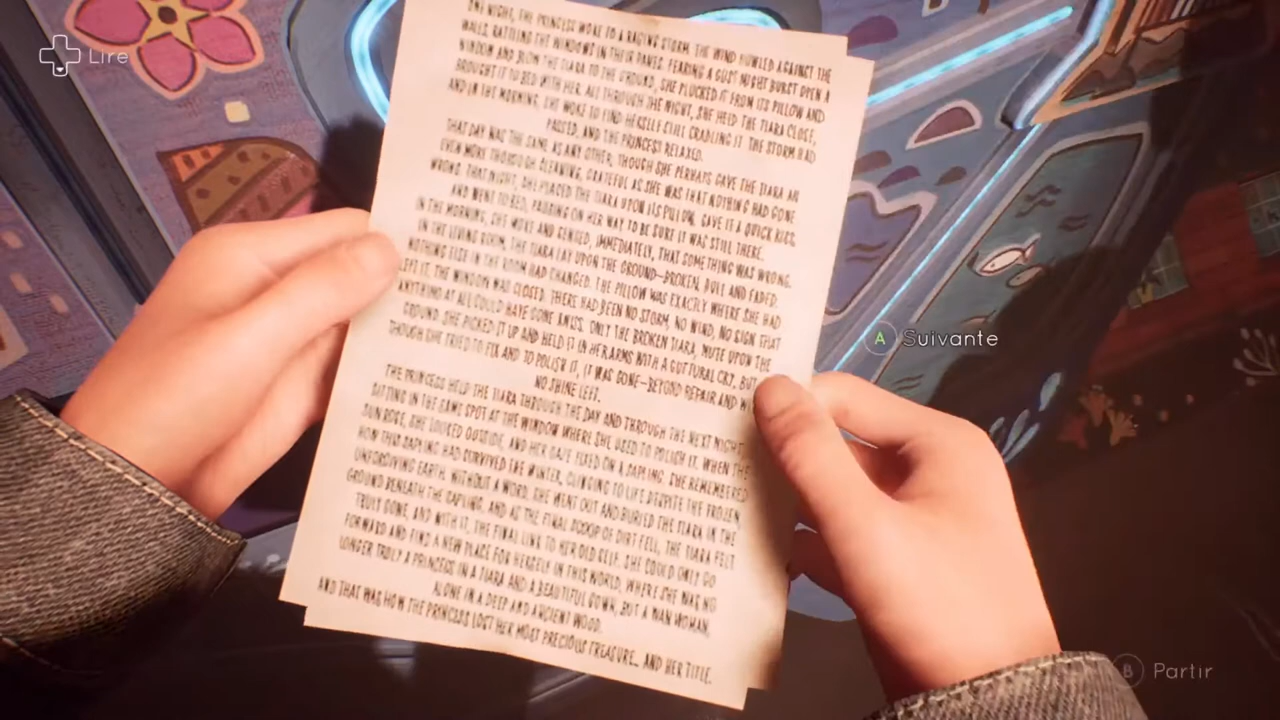 Lire
ONE NIGHT, THE PRINCESS WOKE TO A RAGING STORM. THE WIND HOWLED AGAINST THE
WALLS, RATTLING THE WINDOWS IN THEIR PANES. FEARING A GUST MIGHT BURST OPEN A
WINDOW AND BLOW THE TIARA TO THE GROUND, SHE PLUCKED IT FROM ITS PILLOW AND
BROUGHT IT TO BED WITH HER. ALL THROUGH THE NIGHT, SHE HELD THE TIARA CLOSE,
AND IN THE MORNING, SHE WOKE TO FIND HERSELF STILL CRADLING IT. THE STORM HAD
PASSED, AND THE PRINCESS RELAXED.
THAT DAY WAS THE SAME AS ANY OTHER, THOUGH SHE PERHAPS GAVE THE TIARA AN
EVEN MORE THOROUGH CLEANING, GRATEFUL AS SHE WAS THAT NOTHING HAD GONE
WRONG. THAT NIGHT, SHE PLACED THE TIARA UPON ITS PILLOW, GAVE IT A QUICK KISS,
AND WENT TO BED, PAUSING ON HER WAY TO BE SURE IT WAS STILL THERE.
IN THE MORNING, SHE WOKE AND SENSED, IMMEDIATELY, THAT SOMETHING WAS WRONG.
IN THE LIVING ROOM, THE TIARA LAY UPON THE GROUND—BROKEN, DULL AND FADED.
NOTHING ELSE IN THE ROOM HAD CHANGED. THE PILLOW WAS EXACTLY WHERE SHE HAD
LEFT IT. THE WINDOW WAS CLOSED. THERE HAD BEEN NO STORM, NO WIND, NO SIGN THAT
ANYTHING AT ALL COULD HAVE GONE AMISS. ONLY THE BROKEN TIARA, MUTE UPON THE
GROUND. SHE PICKED IT UP AND HELD IT IN HER ARMS WITH A GUTTURAL CRY, BUT
THOUGH SHE TRIED TO FIX AND TO POLISH IT, IT WAS GONE—BEYOND REPAIR AND W
NO SHINE LEFT.
THE PRINCESS HELD THE TIARA THROUGH THE DAY AND THROUGH THE NEXT NIGHT
SITTING IN THE SAME SPOT AT THE WINDOW WHERE SHE USED TO POLISH IT. WHEN THE
SUN ROSE, SHE LOOKED OUTSIDE, AND HER GAZE FIXED ON A SAPLING. SHE REMEMBERED
HOW THIS SAPLING HAD SURVIVED THE WINTER, CLINGING TO LIFE DESPITE THE FROZEN
UNFORGIVING EARTH. WITHOUT A WORD, SHE WENT OUT AND BURIED THE TIARA IN THE
GROUND BENEATH THE SAPLING, AND AS THE FINAL SCOOP OF DIRT FELL, THE TIARA FELT
TRULY GONE. AND WITH IT, THE FINAL LINK TO HER OLD SELF. SHE COULD ONLY GO
FORWARD AND FIND A NEW PLACE FOR HERSELF IN THIS WORLD, WHERE SHE WAS NO
LONGER TRULY A PRINCESS IN A TIARA AND A BEAUTIFUL GOWN, BUT A WAN WOMAN,
ALONE IN A DEEP AND ANCIENT WOOD.
AND THAT WAS HOW THE PRINCESS LOST HER MOST PRECIOUS TREASURE... AND HER TITLE.
A Suivante
B Partir